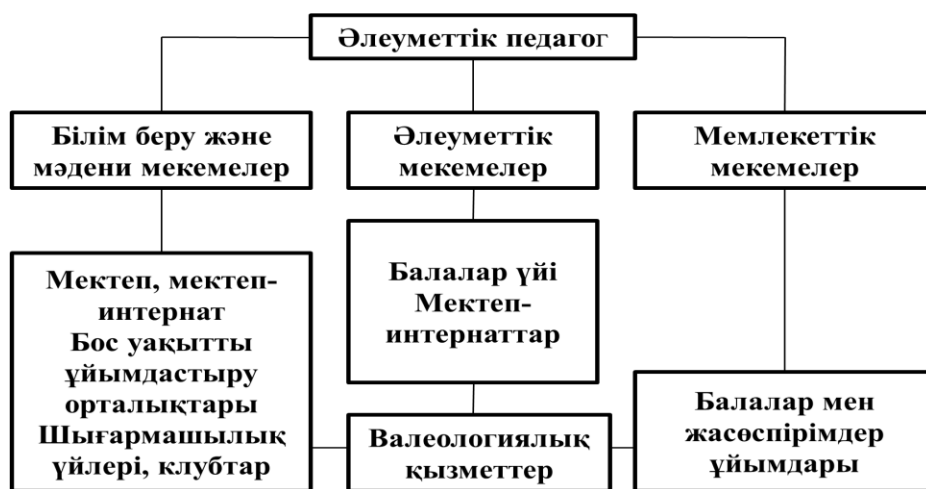 Әлеуметтік педагог
Білім беру және
мәдени мекемелер
Әлеуметтік
мекемелер
Мемлекеттік
мекемелер
Мектеп, мектеп-
интернат
Бос уақытты
ұйымдастыру
орталықтары
Шығармашылық
үйлері, клубтар
Балалар үйі
Мектеп-
интернаттар
Валеологиялық
қызметтер
Балалар мен
жасөспірімдер
ұйымдары